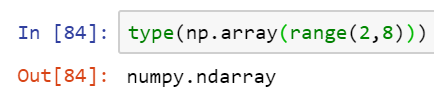 In [84]: type(np.array(range(2,8)))
Out[84]: numpy.ndarray